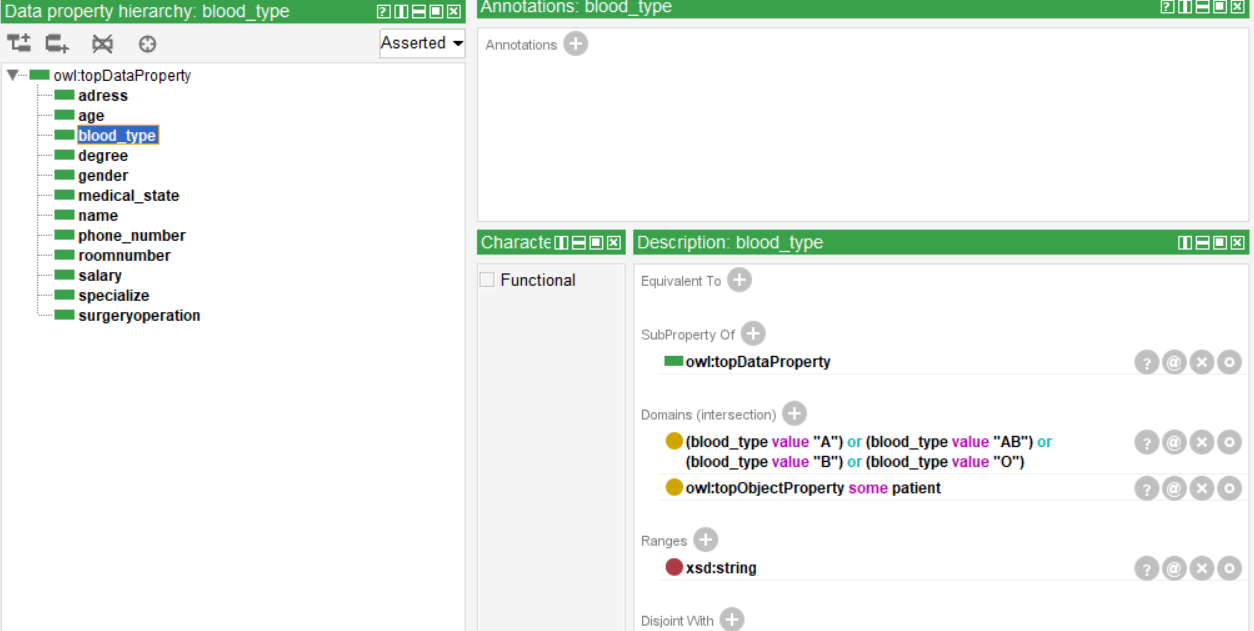 Data property hierarchy: blood_type
Asserted
owl:topDataProperty
adress
age
blood_type
degree
gender
medical_state
name
phone_number
roomnumber
salary
specialize
surgeryoperation
Annotations: blood_type
Annotations
Characte
Functional
Description: blood_type
Equivalent To
SubProperty Of
owl:topDataProperty
Domains (intersection)
(blood_type value "A") or (blood_type value "AB") or
(blood_type value "B") or (blood_type value "O")
owl:topObjectProperty some patient
Ranges
xsd:string
Disjoint With